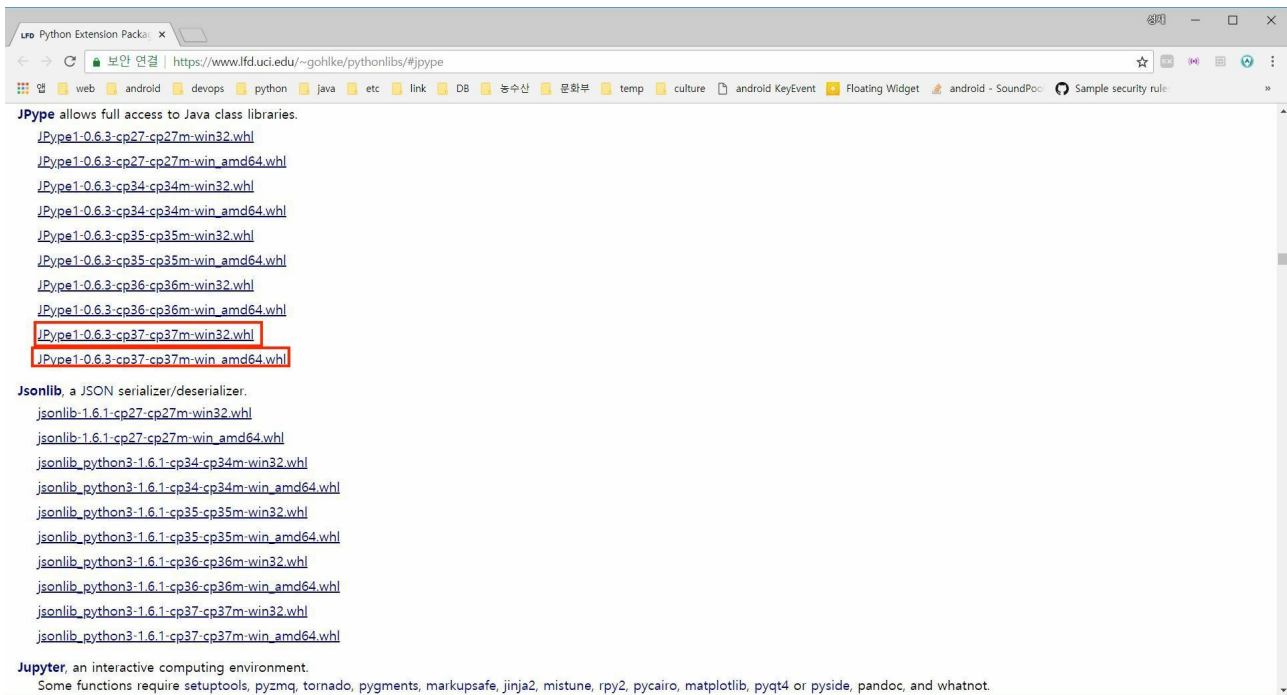 성재
LFD Python Extension Packag
보안 연결 | https://www.lfd.uci.edu/~gohlke/pythonlibs/#jpype
앱 web android devops python java etc link DB 농수산 문화부 temp culture android KeyEvent Floating Widget android - SoundPoo Sample security rule »
JPype allows full access to Java class libraries.
JPype1-0.6.3-cp27-cp27m-win32.whl
JPype1-0.6.3-cp27-cp27m-win_amd64.whl
JPype1-0.6.3-cp34-cp34m-win32.whl
JPype1-0.6.3-cp34-cp34m-win_amd64.whl
JPype1-0.6.3-cp35-cp35m-win32.whl
JPype1-0.6.3-cp35-cp35m-win_amd64.whl
JPype1-0.6.3-cp36-cp36m-win32.whl
JPype1-0.6.3-cp36-cp36m-win_amd64.whl
JPype1-0.6.3-cp37-cp37m-win32.whl
JPype1-0.6.3-cp37-cp37m-win_amd64.whl
Jsonlib, a JSON serializer/deserializer.
jsonlib-1.6.1-cp27-cp27m-win32.whl
jsonlib-1.6.1-cp27-cp27m-win_amd64.whl
jsonlib_python3-1.6.1-cp34-cp34m-win32.whl
jsonlib_python3-1.6.1-cp34-cp34m-win_amd64.whl
jsonlib_python3-1.6.1-cp35-cp35m-win32.whl
jsonlib_python3-1.6.1-cp35-cp35m-win_amd64.whl
jsonlib_python3-1.6.1-cp36-cp36m-win32.whl
jsonlib_python3-1.6.1-cp36-cp36m-win_amd64.whl
jsonlib_python3-1.6.1-cp37-cp37m-win32.whl
jsonlib_python3-1.6.1-cp37-cp37m-win_amd64.whl
Jupyter, an interactive computing environment.
Some functions require setuptools, pyzmq, tornado, pygments, markupsafe, jinja2, mistune, rpy2, pycairo, matplotlib, pyqt4 or pyside, pandoc, and whatnot.